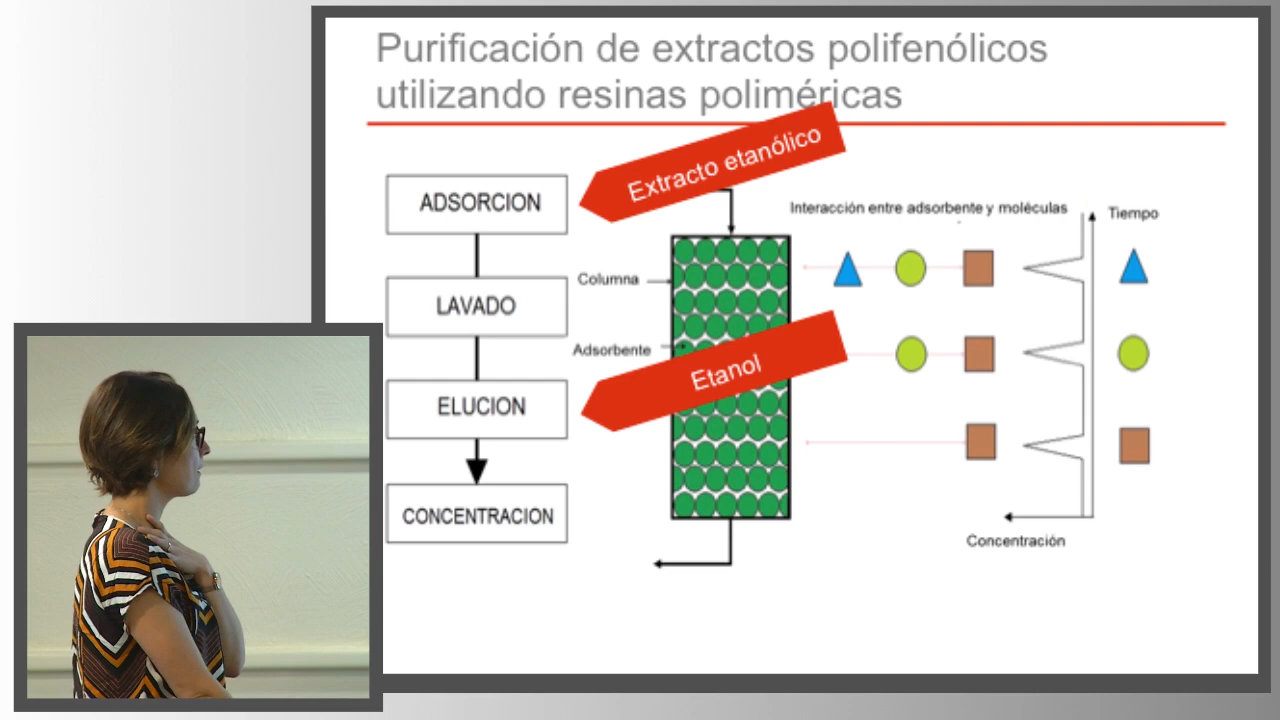 Purificación de extractos polifenólicos
utilizando resinas poliméricas
Extracto etanólico
ADSORCION
LAVADO
ELUCION
CONCENTRACION
Columna
Adsorbente
Etanol
Interacción entre adsorbente y moléculas
Tiempo
Concentración